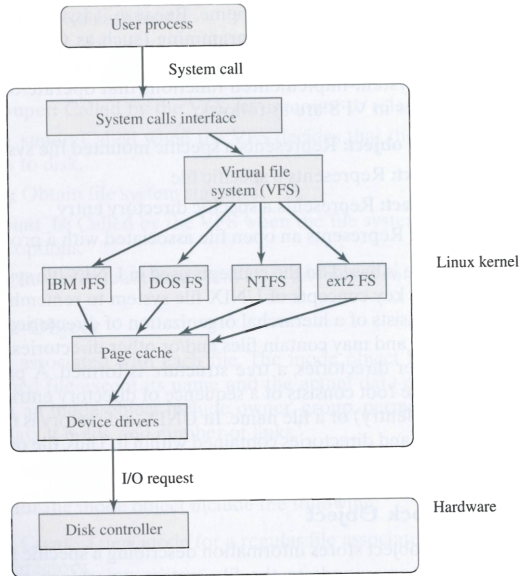 User process
System call
System calls interface
Virtual file
system (VFS)
IBM JFS
DOS FS
NTFS
ext2 FS
Linux kernel
Page cache
Device drivers
I/O request
Hardware
Disk controller